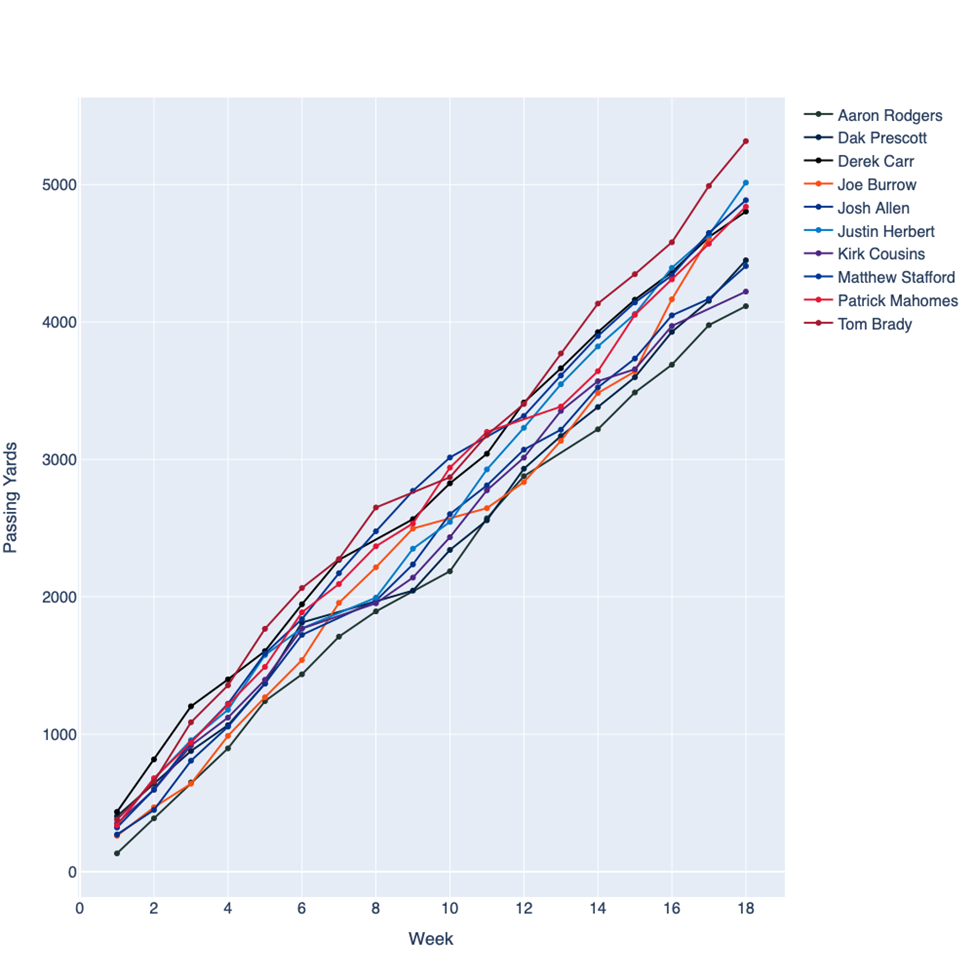 Aaron Rodgers
Dak Prescott
Derek Carr
Joe Burrow
Josh Allen
Justin Herbert
Kirk Cousins
Matthew Stafford
Patrick Mahomes
Tom Brady
5000
4000
3000
2000
1000
0
Passing Yards
0 2 4 6 8 10 12 14 16 18
Week